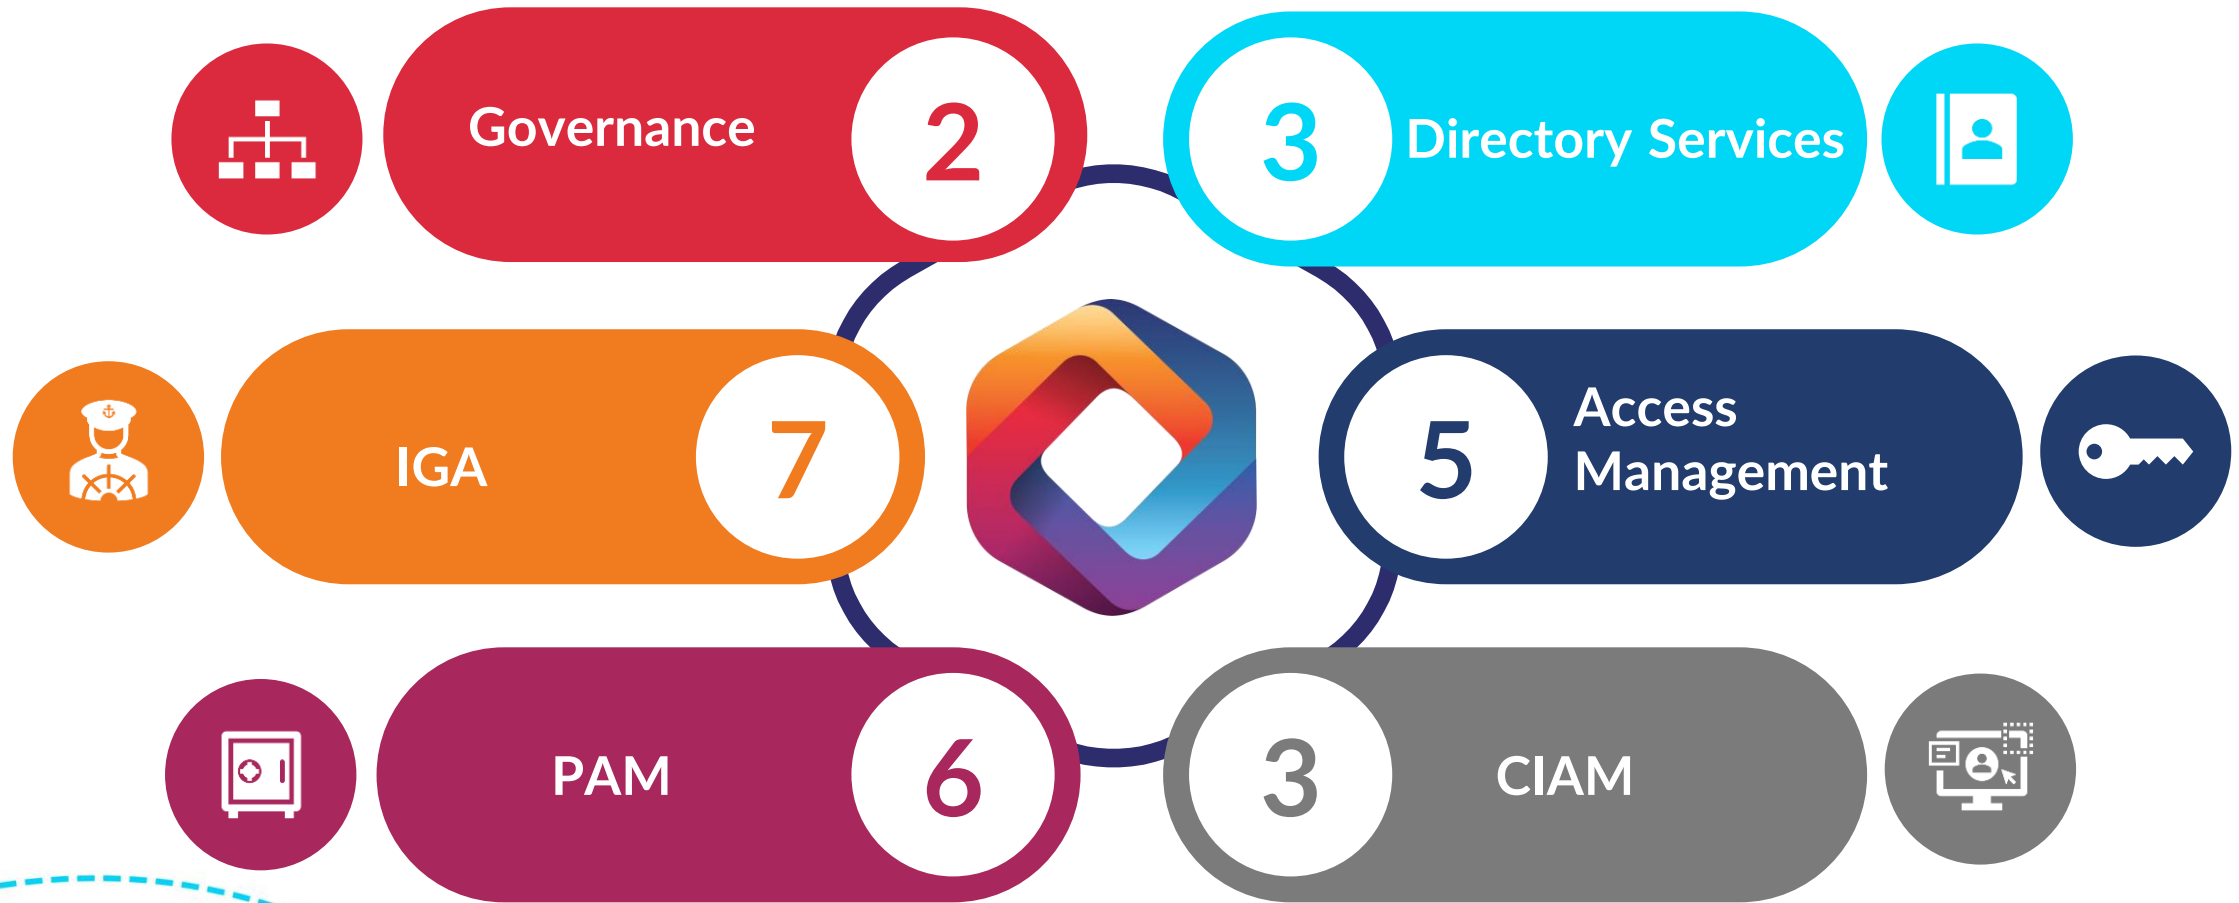 Governance
2
3
Directory Services
IGA
7
5
Access
Management
PAM
6
3
CIAM